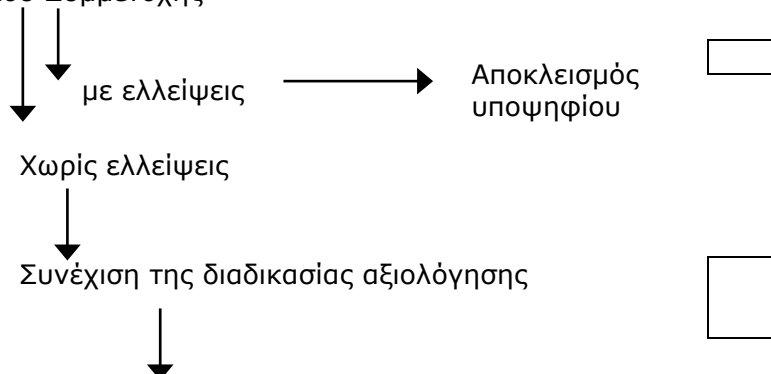 με ελλείψεις
Αποκλεισμός
υποψηφίου
Χωρίς ελλείψεις
Συνέχιση της διαδικασίας αξιολόγησης